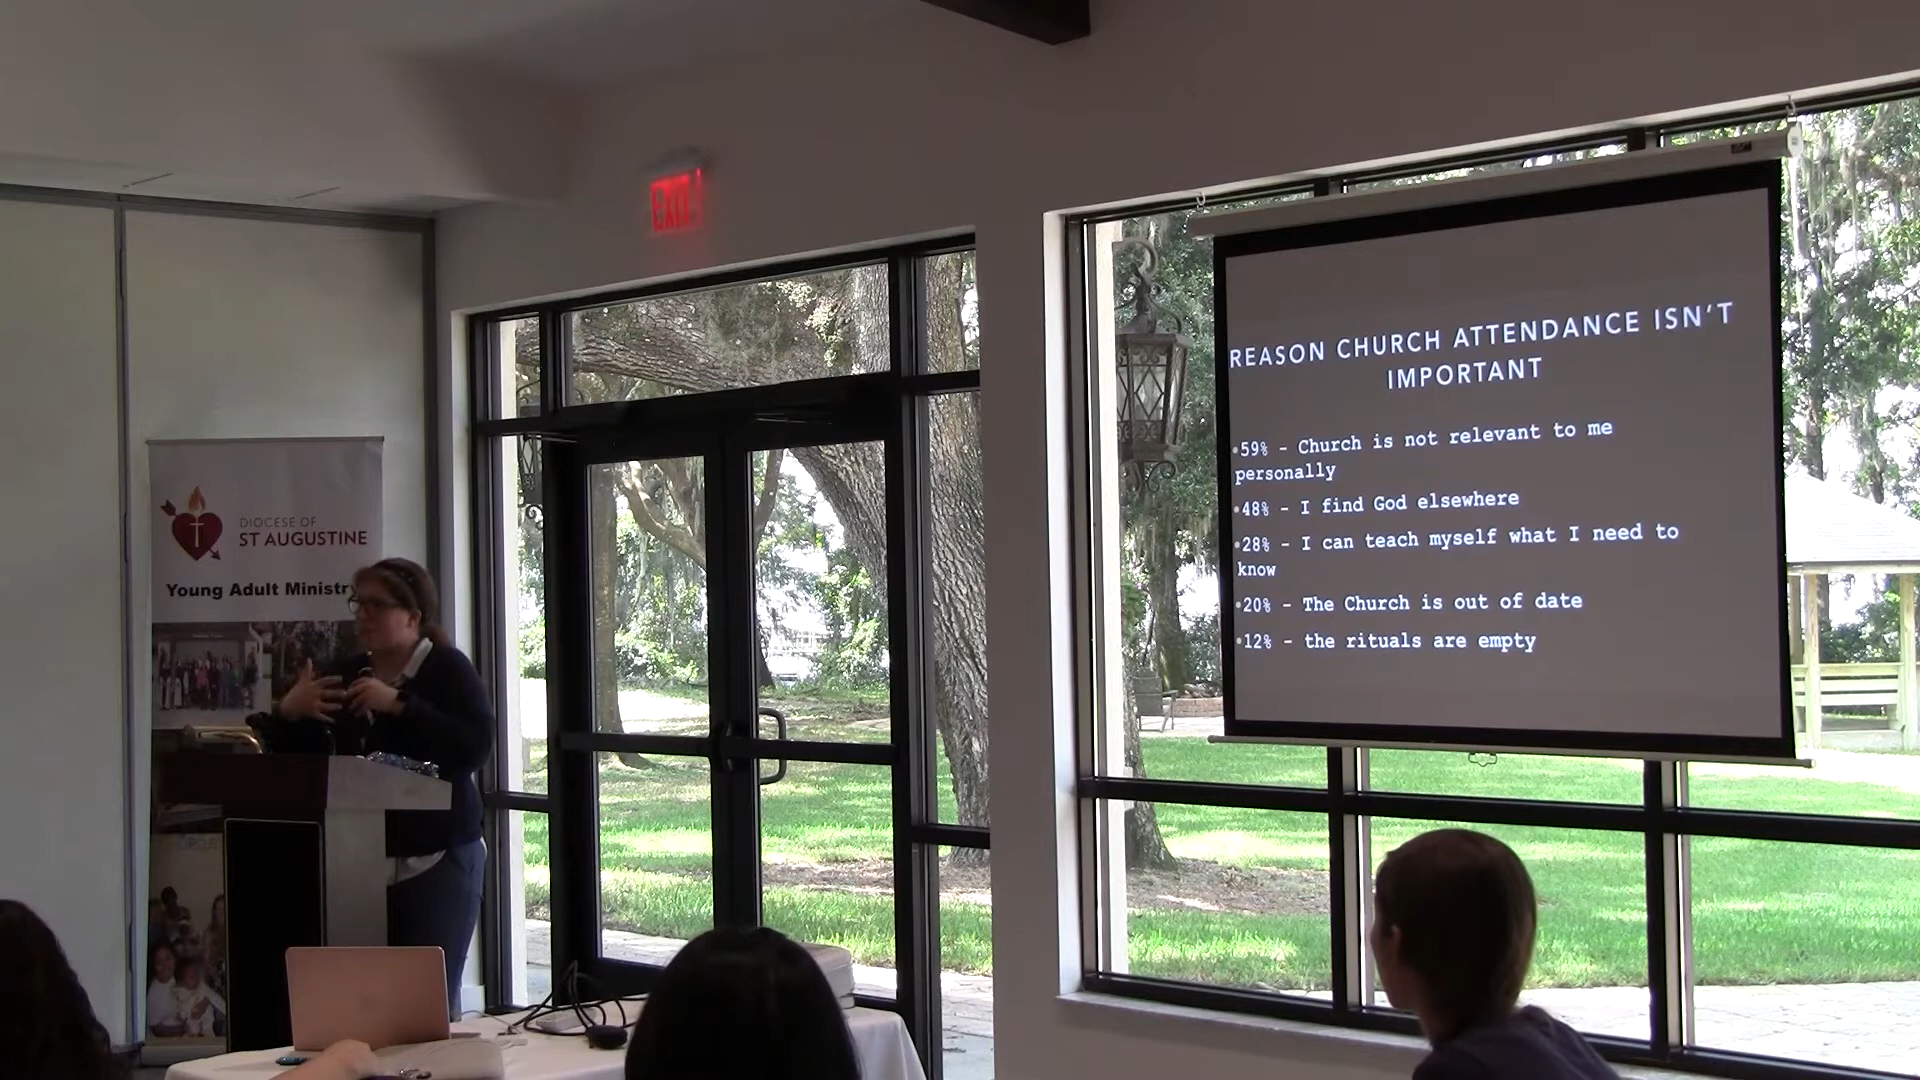 EXIT
DIOCESE OF
ST AUGUSTINE
Young Adult Ministry
REASON CHURCH ATTENDANCE ISN'T
IMPORTANT
•59% - Church is not relevant to me
personally
•48% - I find God elsewhere
•28% - I can teach myself what I need to
know
•20% - The Church is out of date
•12% - the rituals are empty